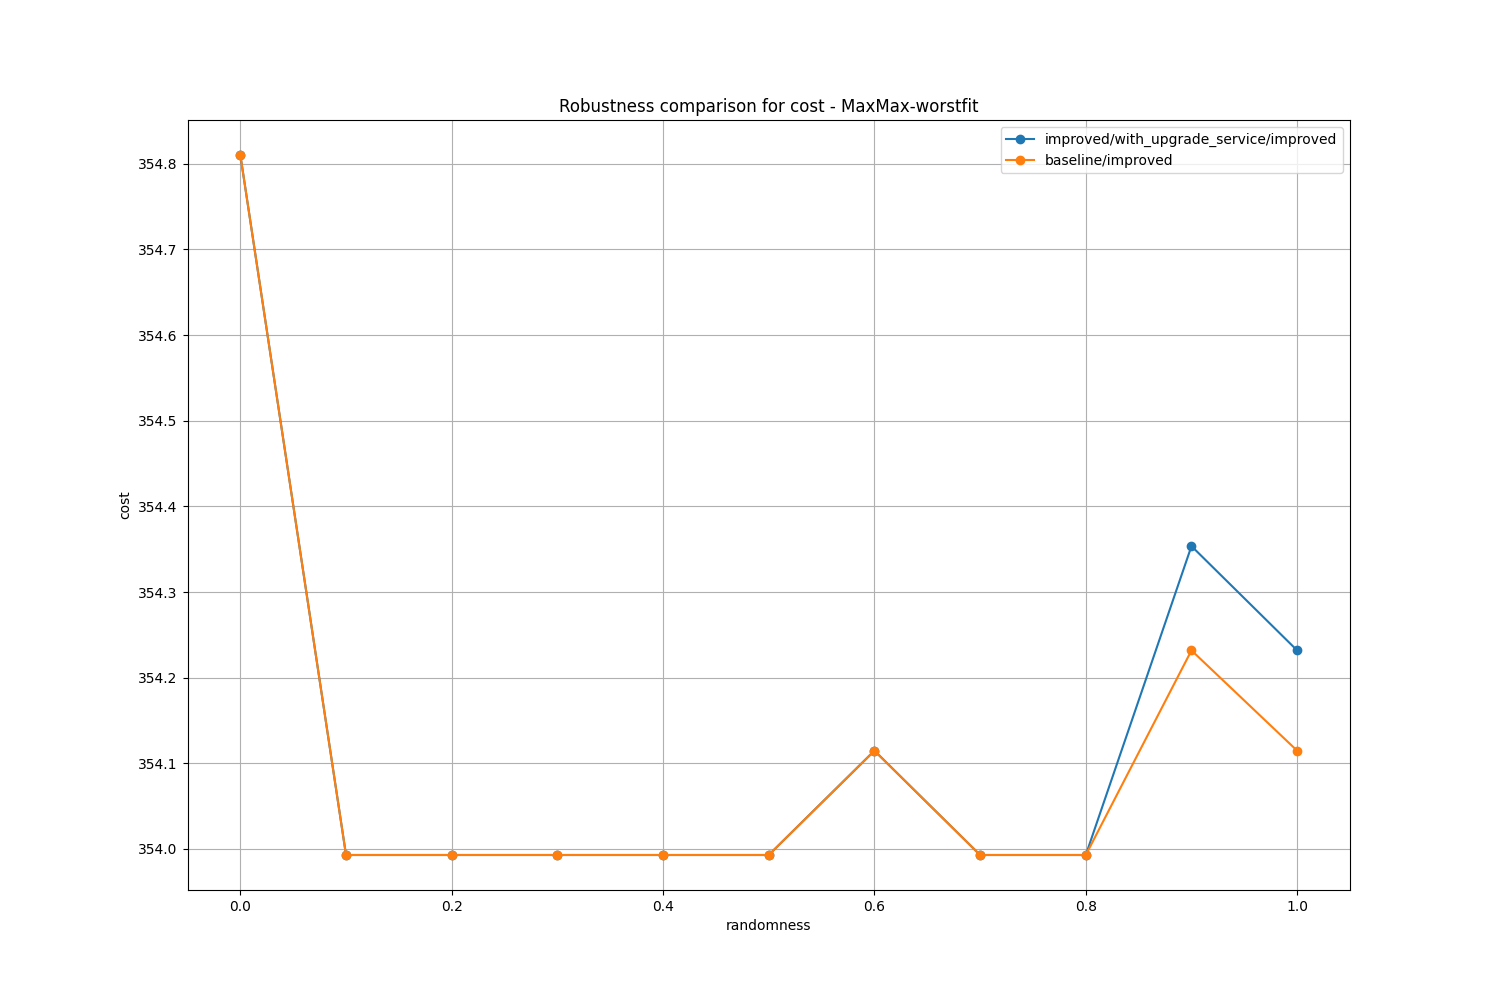 Robustness comparison for cost - MaxMax-worstfit
improved/with_upgrade_service/improved
baseline/improved
354.8
354.7
354.6
354.5
354.4
354.3
354.2
354.1
354.0
cost
0.0 0.2 0.4 0.6 0.8 1.0
randomness